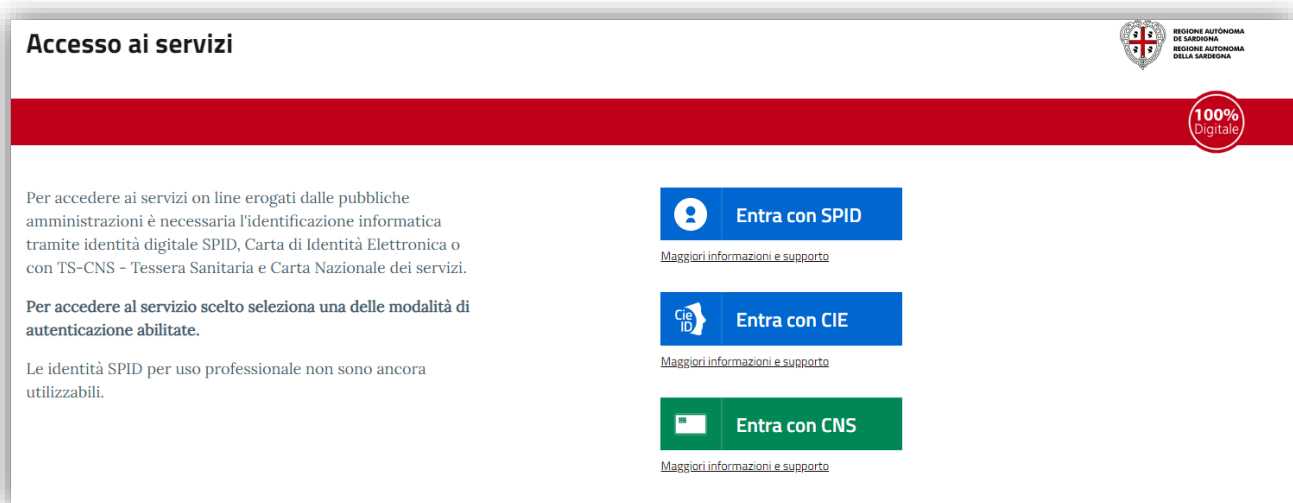 Accesso ai servizi
REGIONE AUTÒNOMA
DE SARDIGNA
REGIONE AUTONOMA
DELLA SARDEGNA
100%
Digitale
Per accedere ai servizi on line erogati dalle pubbliche
amministrazioni è necessaria l'identificazione informatica
tramite identità digitale SPID, Carta di Identità Elettronica o
con TS-CNS - Tessera Sanitaria e Carta Nazionale dei servizi.
Per accedere al servizio scelto seleziona una delle modalità di
autenticazione abilitate.
Le identità SPID per uso professionale non sono ancora
utilizzabili.
Entra con SPID
Maggiori informazioni e supporto
Cie
ID
Entra con CIE
Maggiori informazioni e supporto
Entra con CNS
Maggiori informazioni e supporto